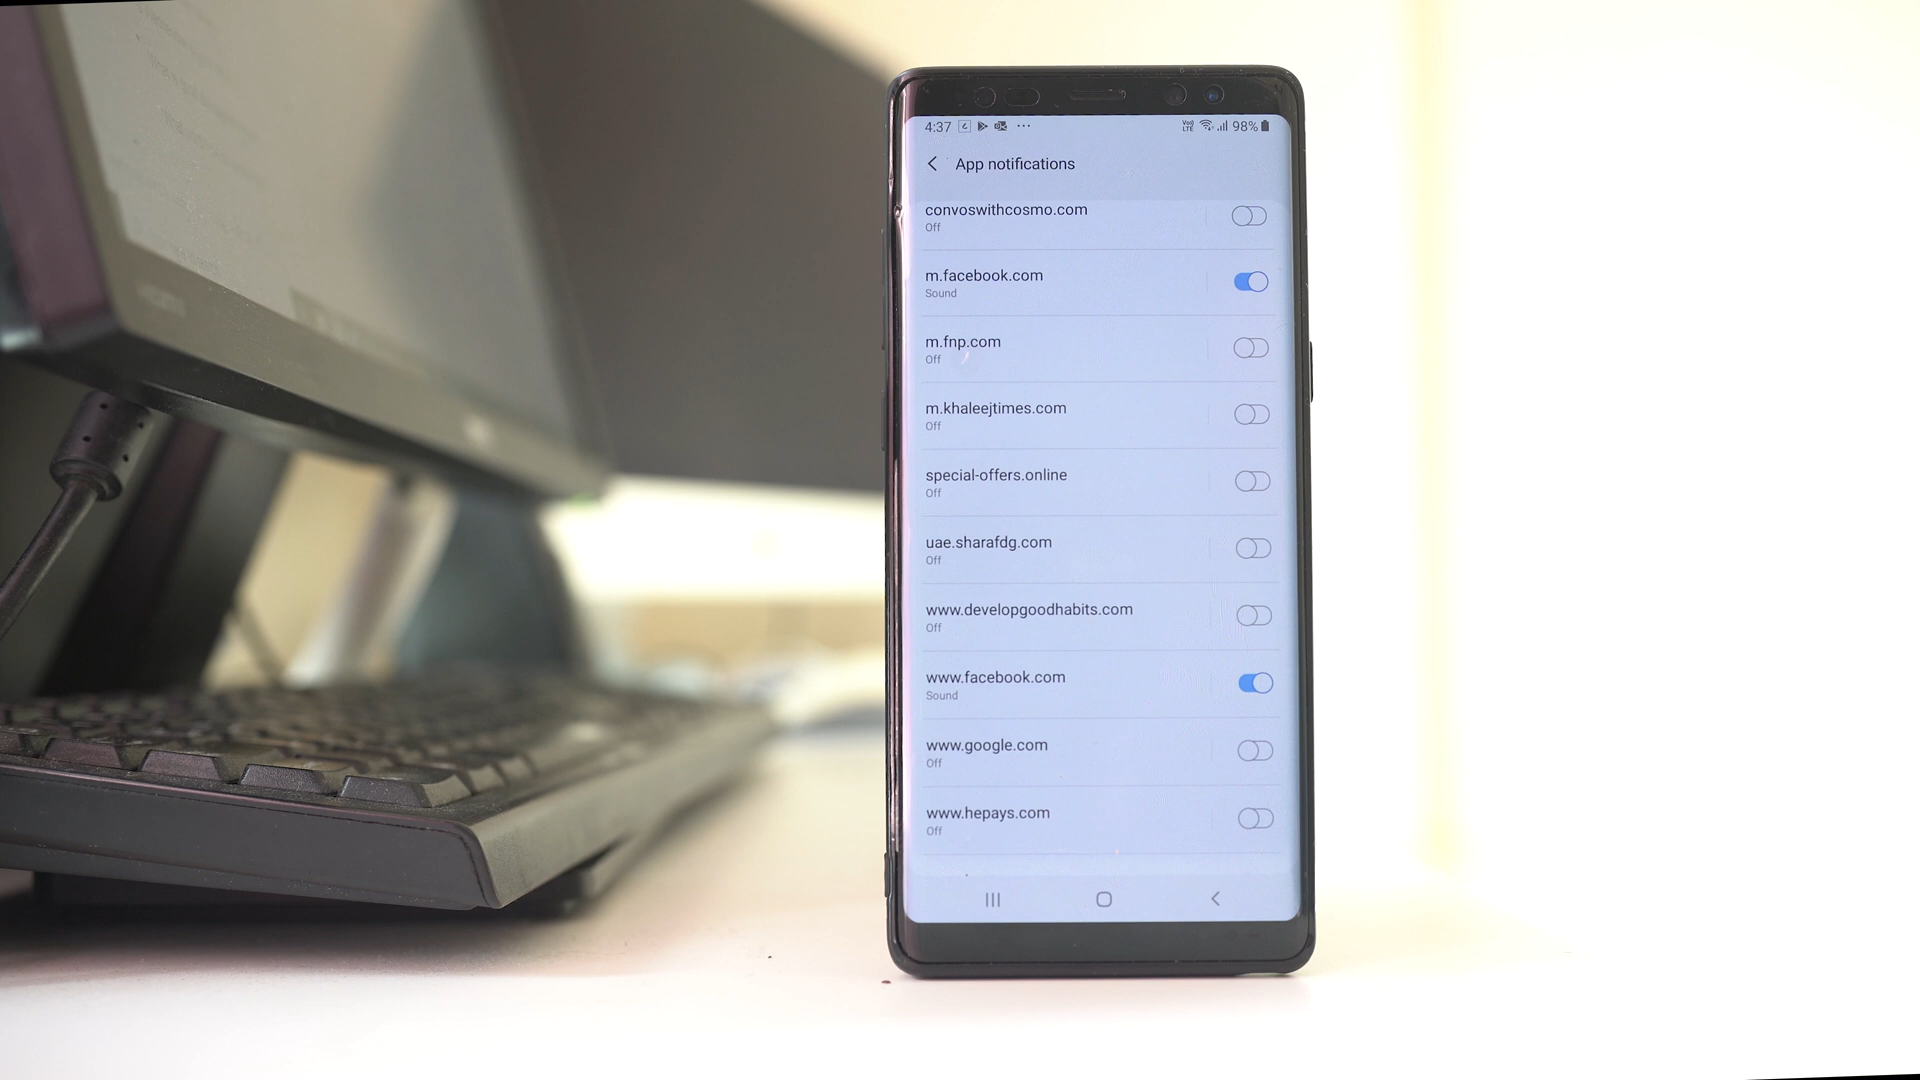 4:37 98%
App notifications
convoswithcosmo.com
Off
m.facebook.com
Sound
m.fnp.com
Off
m.khaleejtimes.com
Off
special-offers.online
Off
uae.sharafdg.com
Off
www.developgoodhabits.com
Off
www.facebook.com
Sound
www.google.com
Off
www.hepays.com
Off